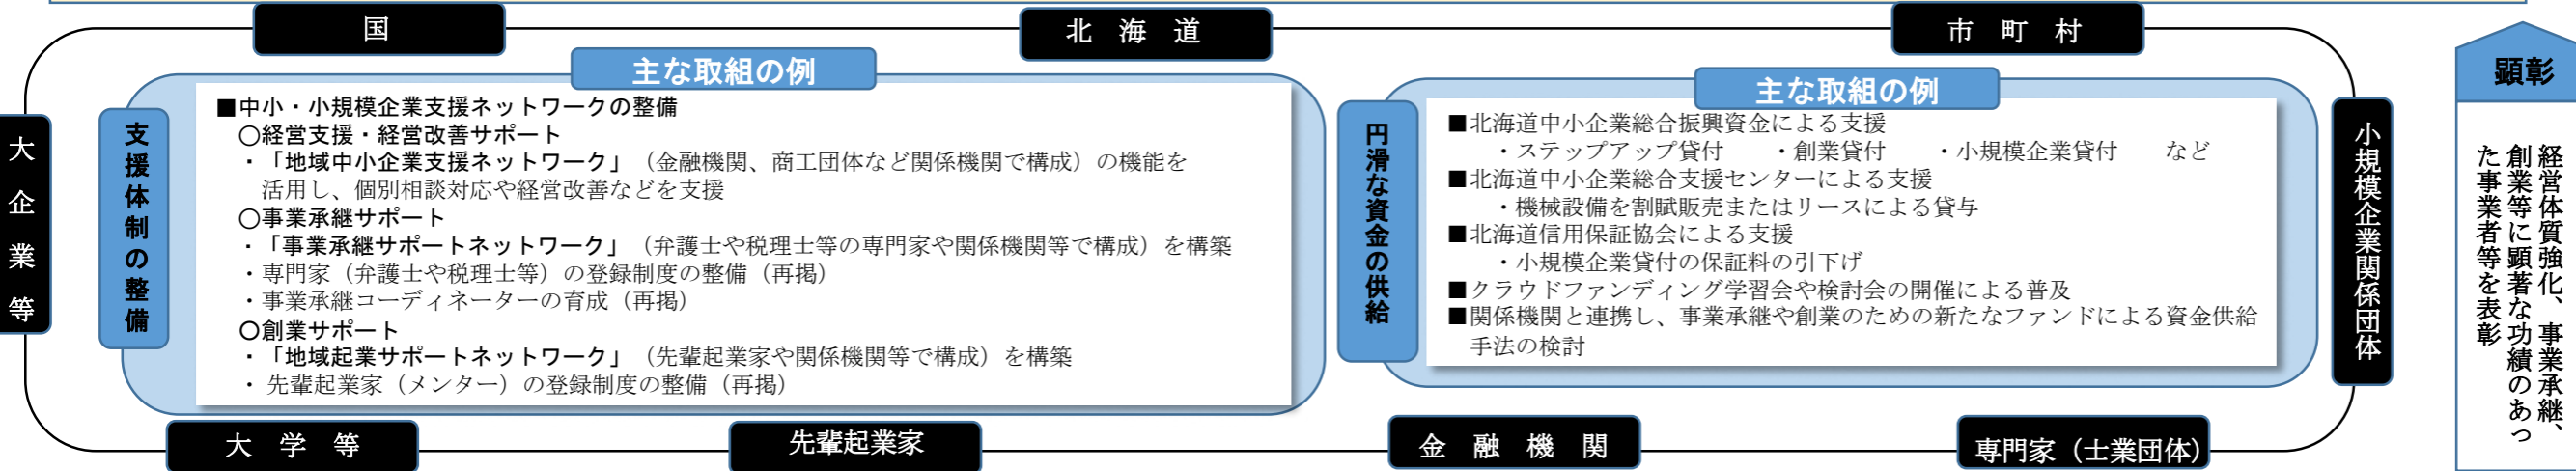 国
北 海 道
市 町 村
大企業等
支援体制の整備
主な取組の例
■中小・小規模企業支援ネットワークの整備
○経営支援・経営改善サポート
・「地域中小企業支援ネットワーク」(金融機関、商工団体など関係機関で構成)の機能を
活用し、個別相談対応や経営改善などを支援
○事業承継サポート
・「事業承継サポートネットワーク」(弁護士や税理士等の専門家や関係機関等で構成)を構築
・専門家(弁護士や税理士等)の登録制度の整備(再掲)
・事業承継コーディネーターの育成(再掲)
○創業サポート
・「地域起業サポートネットワーク」(先輩起業家や関係機関等で構成)を構築
・ 先輩起業家(メンター)の登録制度の整備(再掲)
円滑な資金の供給
主な取組の例
■北海道中小企業総合振興資金による支援
・ステップアップ貸付 ・創業貸付 ・小規模企業貸付 など
■北海道中小企業総合支援センターによる支援
・機械設備を割賦販売またはリースによる貸与
■北海道信用保証協会による支援
・小規模企業貸付の保証料の引下げ
■クラウドファンディング学習会や検討会の開催による普及
■関係機関と連携し、事業承継や創業のための新たなファンドによる資金供給
手法の検討
小規模企業関係団体
大 学 等
先輩起業家
金 融 機 関
専門家(士業団体)
顕彰
経営体質強化、事業承継、
創業等に顕著な功績のあっ
た事業者等を表彰